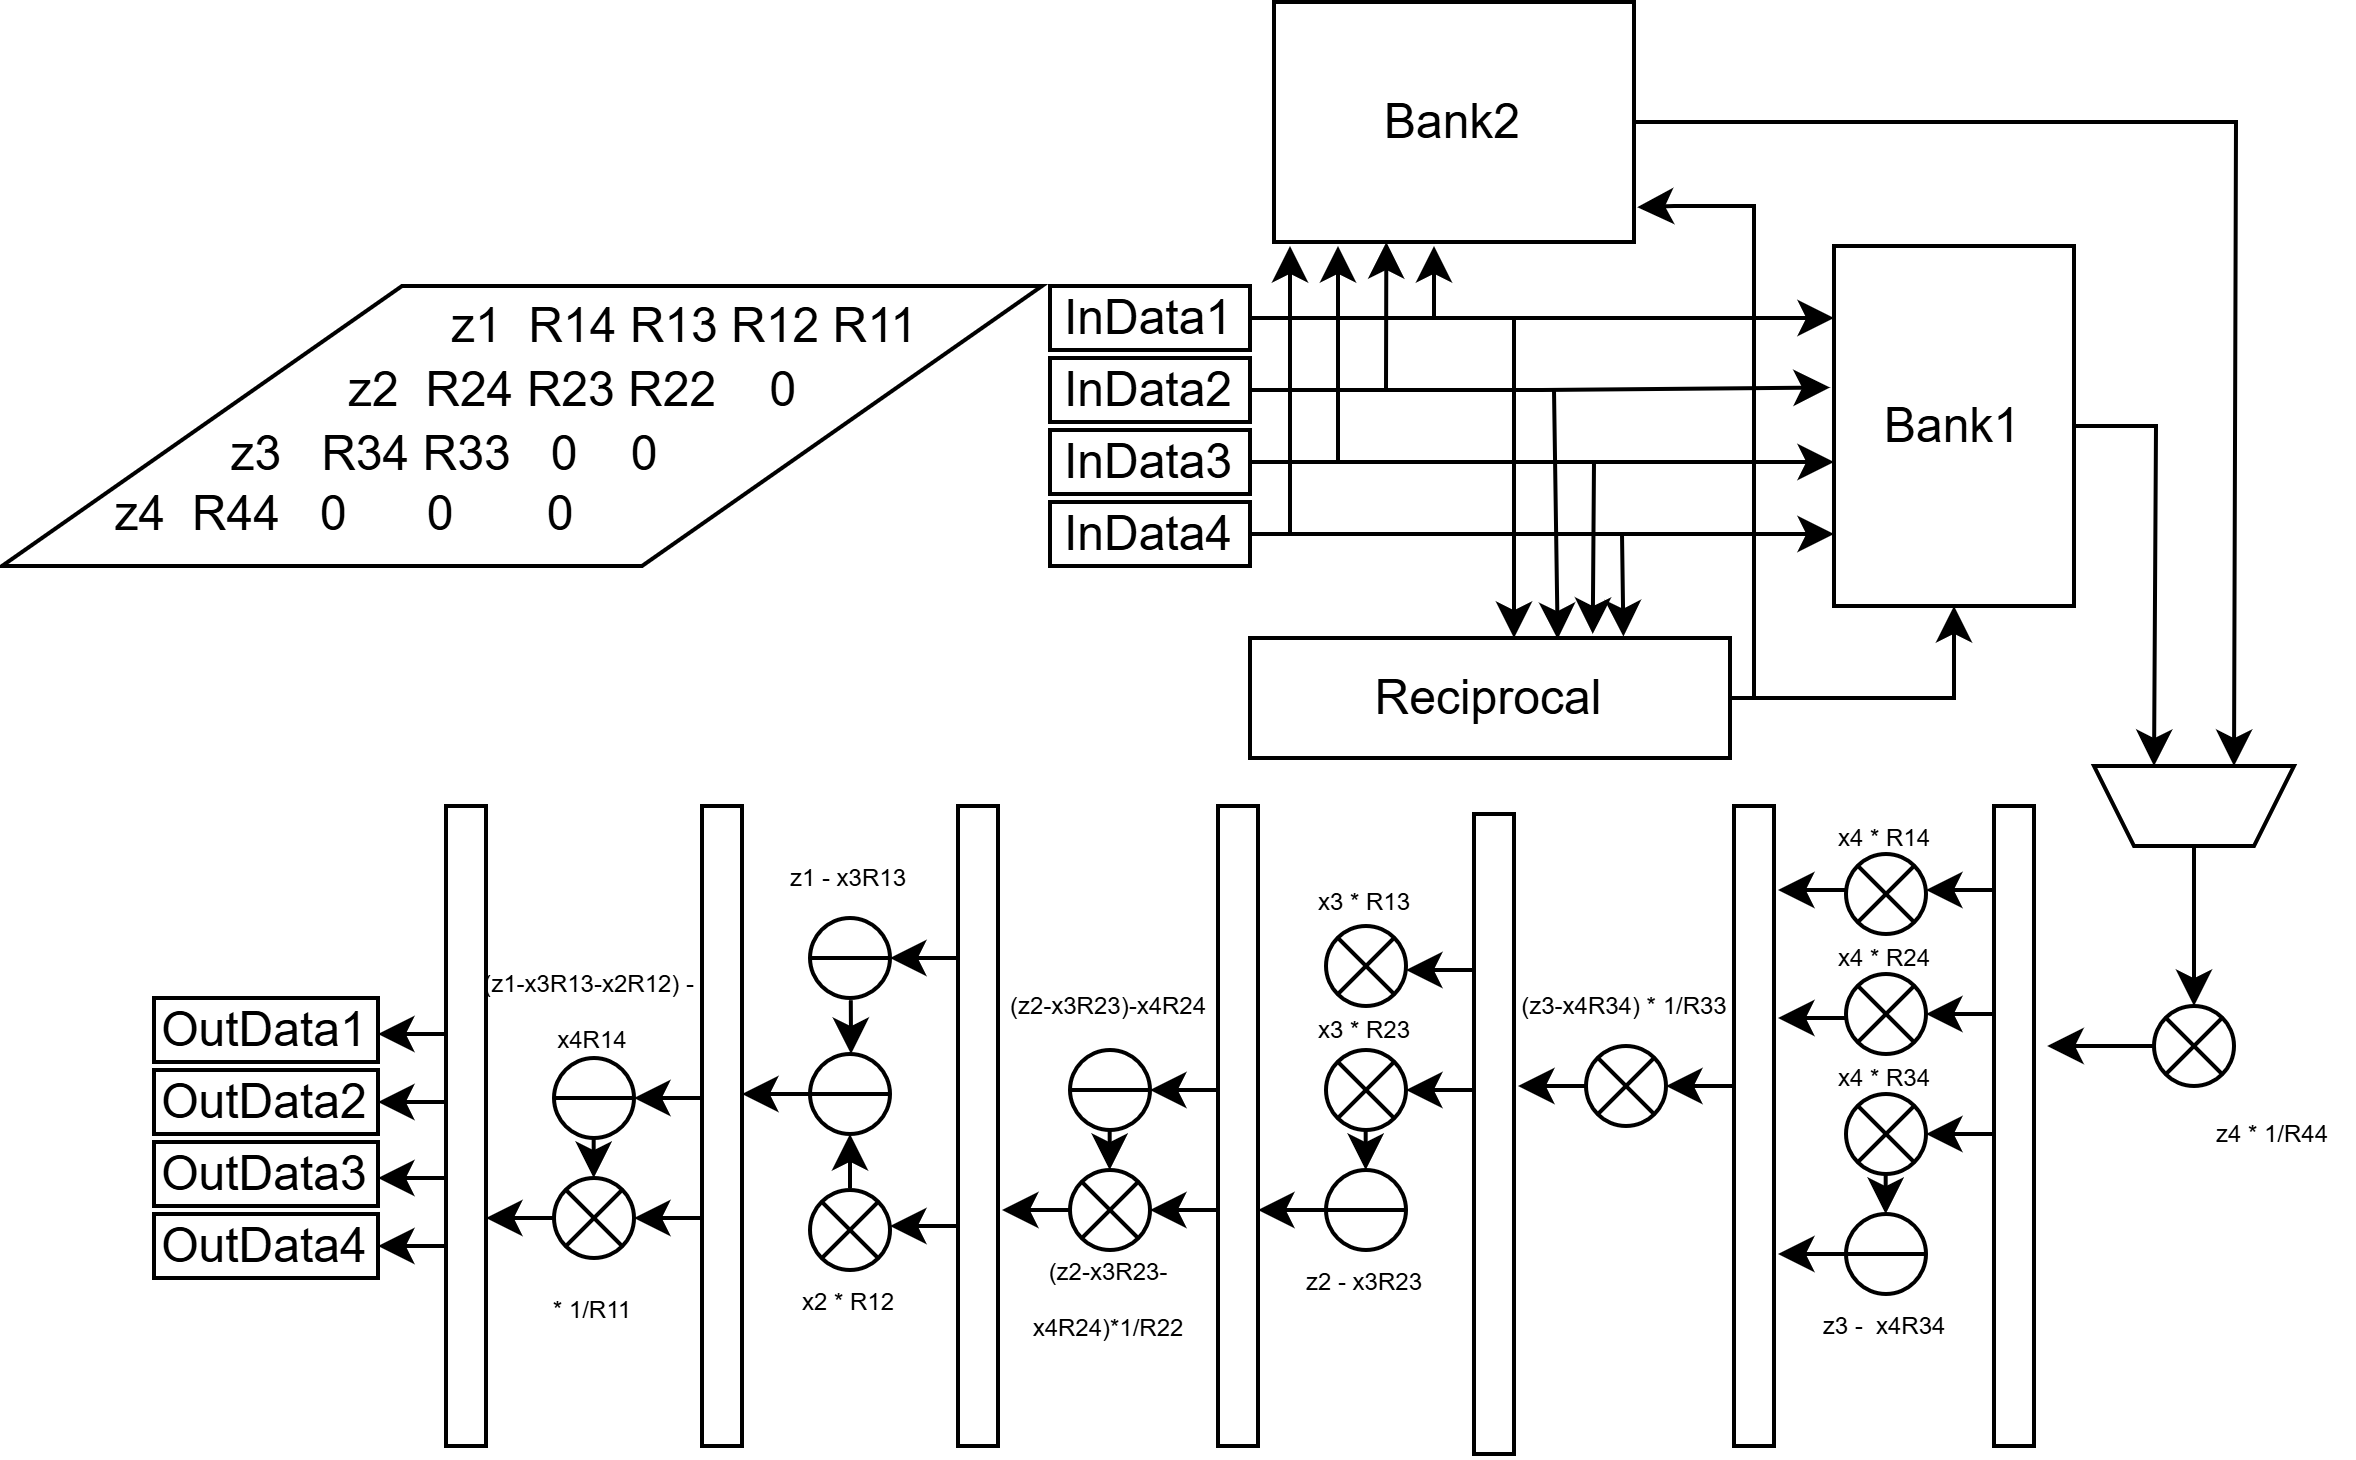 Bank2
z1 R14 R13 R12 R11
z2 R24 R23 R22 0
z3 R34 R33 0 0
z4 R44 0 0 0
InData1
InData2
InData3
InData4
Bank1
Reciprocal
x4 * R14
x4 * R24
x4 * R34
z3 - x4R34
z4 * 1/R44
(z3-x4R34) * 1/R33
x3 * R13
x3 * R23
z2 - x3R23
(z2-x3R23)-x4R24
(z2-x3R23-
x4R24)*1/R22
z1 - x3R13
x2 * R12
(z1-x3R13-x2R12) -
x4R14
* 1/R11
OutData1
OutData2
OutData3
OutData4